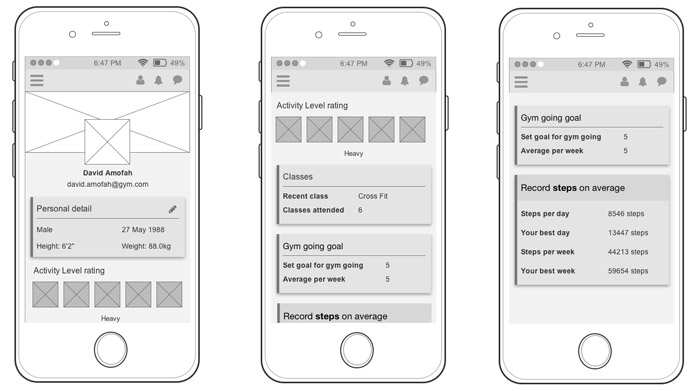 6:47 PM 49%
David Amofah
david.amofah@gym.com
Personal detail
Male 27 May 1988
Height: 6'2" Weight: 88.0kg
Activity Level rating
Heavy
6:47 PM 49%
Activity Level rating
Heavy
Classes
Recent class Cross Fit
Classes attended 6
Gym going goal
Set goal for gym going 5
Average per week 5
Record steps on average
6:47 PM 49%
Gym going goal
Set goal for gym going 5
Average per week 5
Record steps on average
Steps per day 8546 steps
Your best day 13447 steps
Steps per week 44213 steps
Your best week 59654 steps